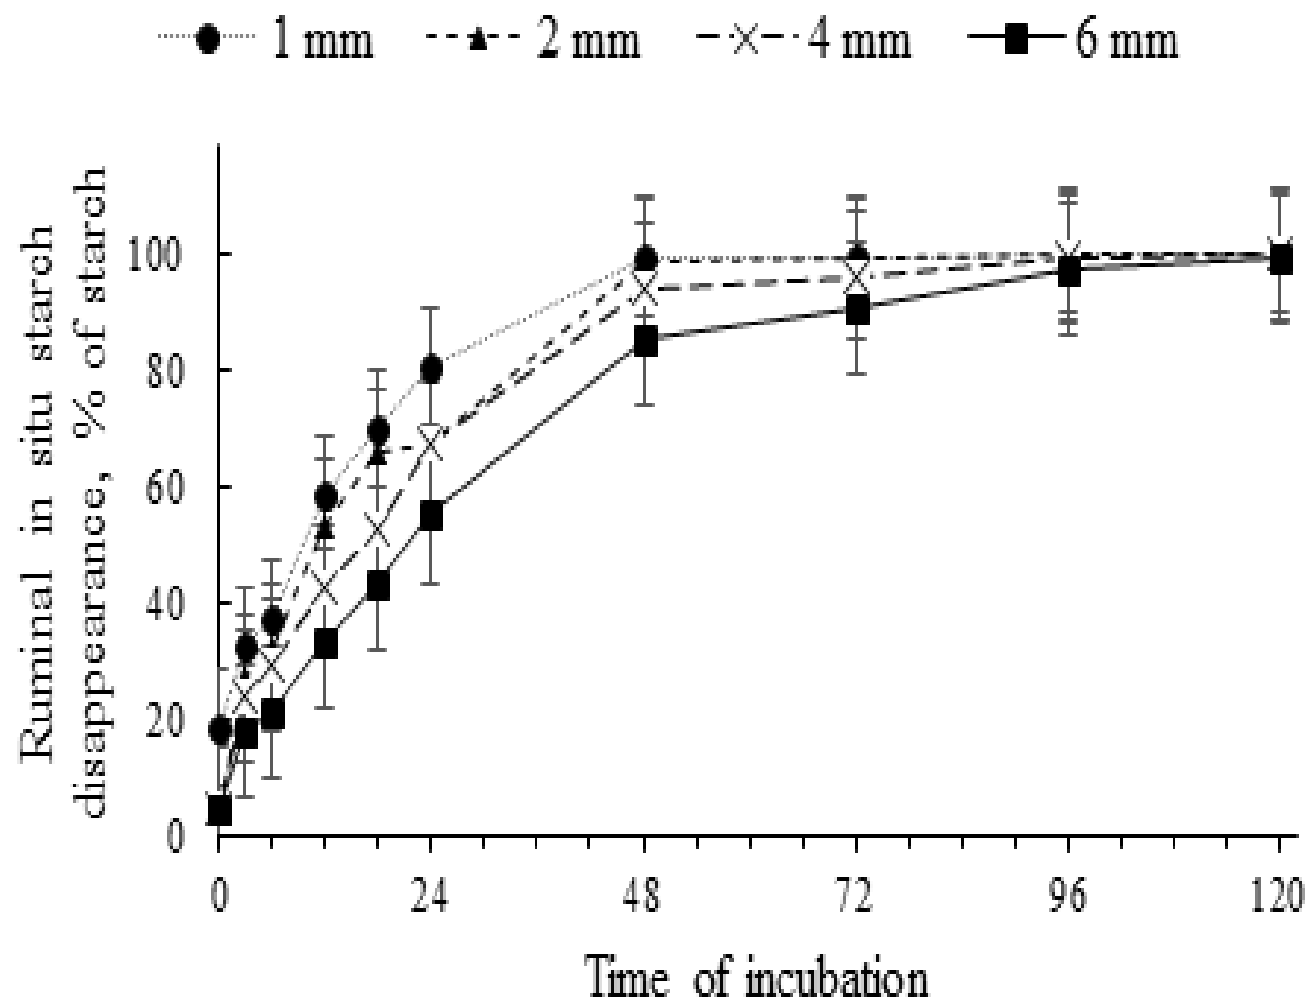 1 mm 2 mm 4 mm 6 mm
Ruminal in situ starch
disappearance, % of starch
100
80
60
40
20
0
0 24 48 72 96 120
Time of incubation